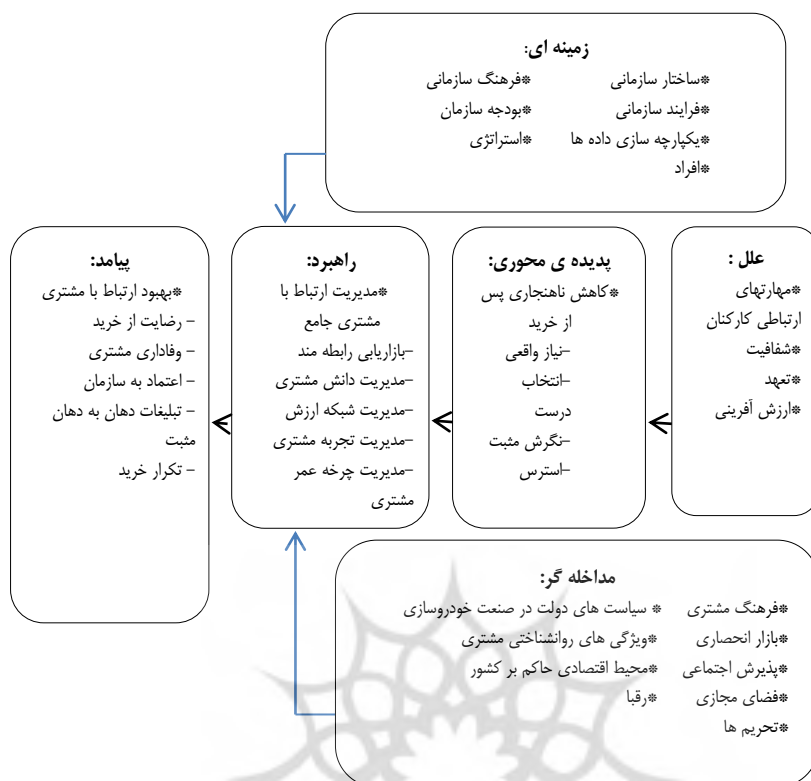 زمینه ای:
*ساختار سازمانی *فرهنگ سازمانی
*فرایند سازمانی *بودجه سازمان
*یکپارچه سازی داده ها *استراتژی
*افراد
علل :
*مهارتهای
ارتباطی کارکنان
*شفافیت
*تعهد
*ارزش آفرینی
پدیده ی محوری:
*کاهش ناهنجاری پس
از خرید
-نیاز واقعی
-انتخاب
درست
-نگرش مثبت
-استرس
راهبرد:
*مدیریت ارتباط با
مشتری جامع
-بازاریابی رابطه مند
-مدیریت دانش مشتری
-مدیریت شبکه ارزش
-مدیریت تجربه مشتری
-مدیریت چرخه عمر
مشتری
پیامد:
*بهبود ارتباط با مشتری
- رضایت از خرید
- وفاداری مشتری
- اعتماد به سازمان
- تبلیغات دهان به دهان
مثبت
- تکرار خرید
مداخله گر:
*فرهنگ مشتری * سیاست های دولت در صنعت خودروسازی
*بازار انحصاری *ویژگی های روانشناختی مشتری
*پذیرش اجتماعی *محیط اقتصادی حاکم بر کشور
*فضای مجازی *رقبا
*تحریم ها